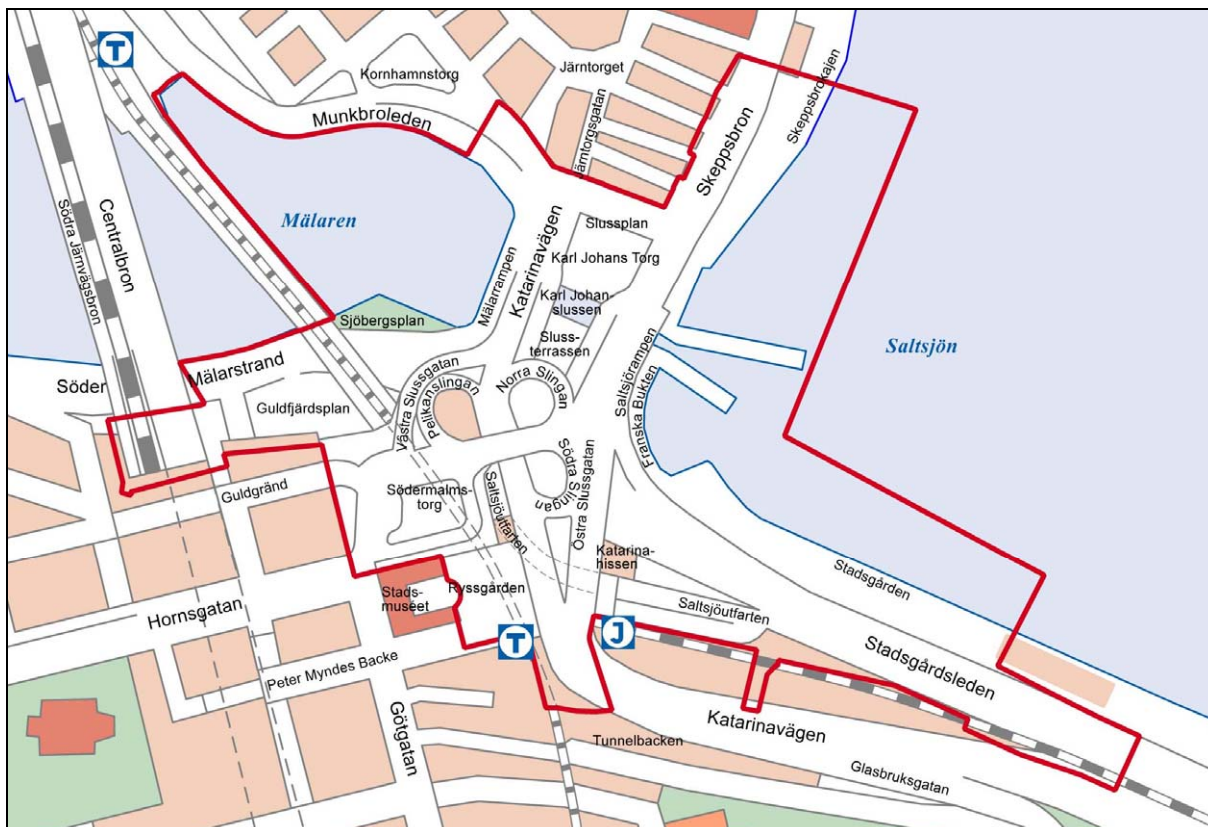 T
Kornhamnstorg
Järntorget
Munkbroleden
Järntorgsgatan
Skeppsbron
Skeppsbrokajen
Södra Järnvägsbron
Centralbron
Mälaren
Slussplan
Karl Johans Torg
Katarinavägen
Mälarrampen
Karl Johan-
slussen
Sluss-
terrassen
Sjöbergsplan
Saltsjön
Söder
Mälarstrand
Guldfjärdsplan
Västra Slussgatan
Pelikanslingan
Norra Slingan
Saltsjörampen
Franska Bukten
Guldgränd
Södermalms-
torg
Saltsjöutfarten
Södra Slingan
Östra Slussgatan
Katarina-
hissen
Stadsgården
Hornsgatan
Stads-
museet
Ryssgården
Saltsjöutfarten
T
J
Stadsgårdsleden
Peter Myndes Backe
Götgatan
Katarinavägen
Tunnelbacken
Glasbruksgatan